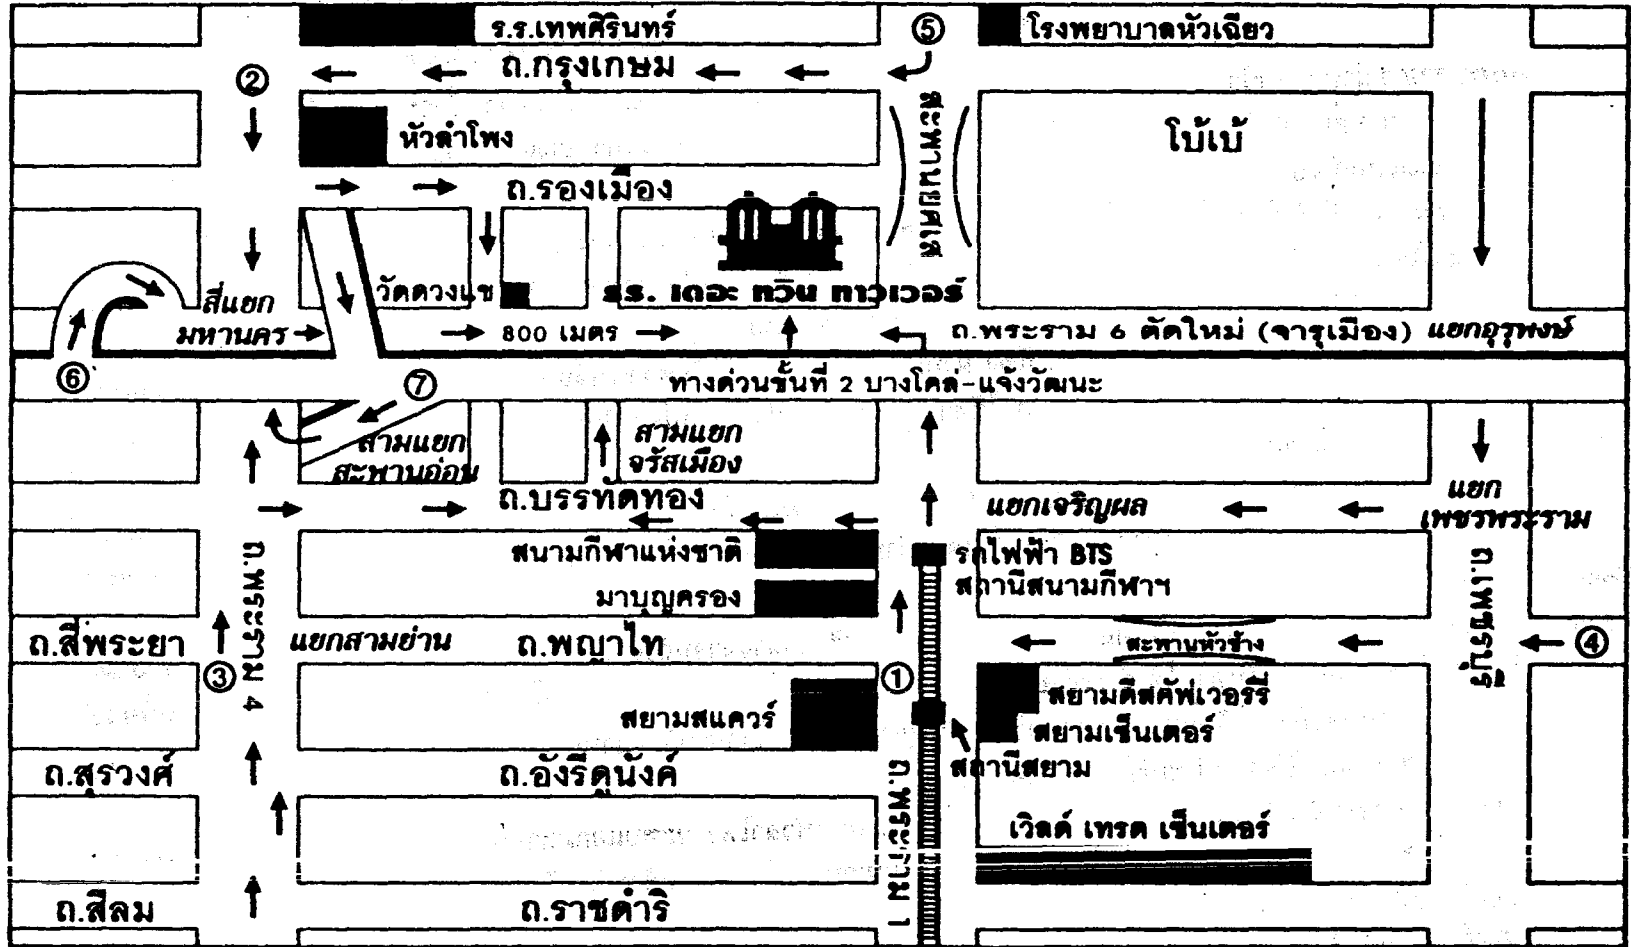 ร.ร.เทพศิรินทร์
⑤
โรงพยาบาลหัวเฉียว
②
ถ.กรุงเกษม
หัวลำโพง
สะพานยศเส
โบ้เบ้
ถ.รองเมือง
วัดดวงแข
รร. เดอะ ทวิน ทาวเวอร์
สี่แยก
มหานคร
800 เมตร
ถ.พระราม 6 ตัดใหม่ (จารุเมือง)
แยกอุรุพงษ์
⑥
⑦
ทางด่วนขั้นที่ 2 บางโคล่-แจ้งวัฒนะ
สามแยก
สะพานอ่อน
สามแยก
จรัสเมือง
ถ.บรรทัดทอง
แยกเจริญผล
แยก
เพชรพระราม
สนามกีฬาแห่งชาติ
รถไฟฟ้า BTS
สถานีสนามกีฬาฯ
มาบุญครอง
ถ.พระราม 4
ถ.เพชรบุรี
ถ.สี่พระยา
แยกสามย่าน
ถ.พญาไท
สะพานหัวช้าง
④
③
①
สยามดิสคัฟเวอร์รี่
สยามสแควร์
สยามเซ็นเตอร์
สถานีสยาม
ถ.สุรวงศ์
ถ.อังรีดูนังค์
ถ.พระราม 1
เวิลด์ เทรด เซ็นเตอร์
ถ.สีลม
ถ.ราชดำริ